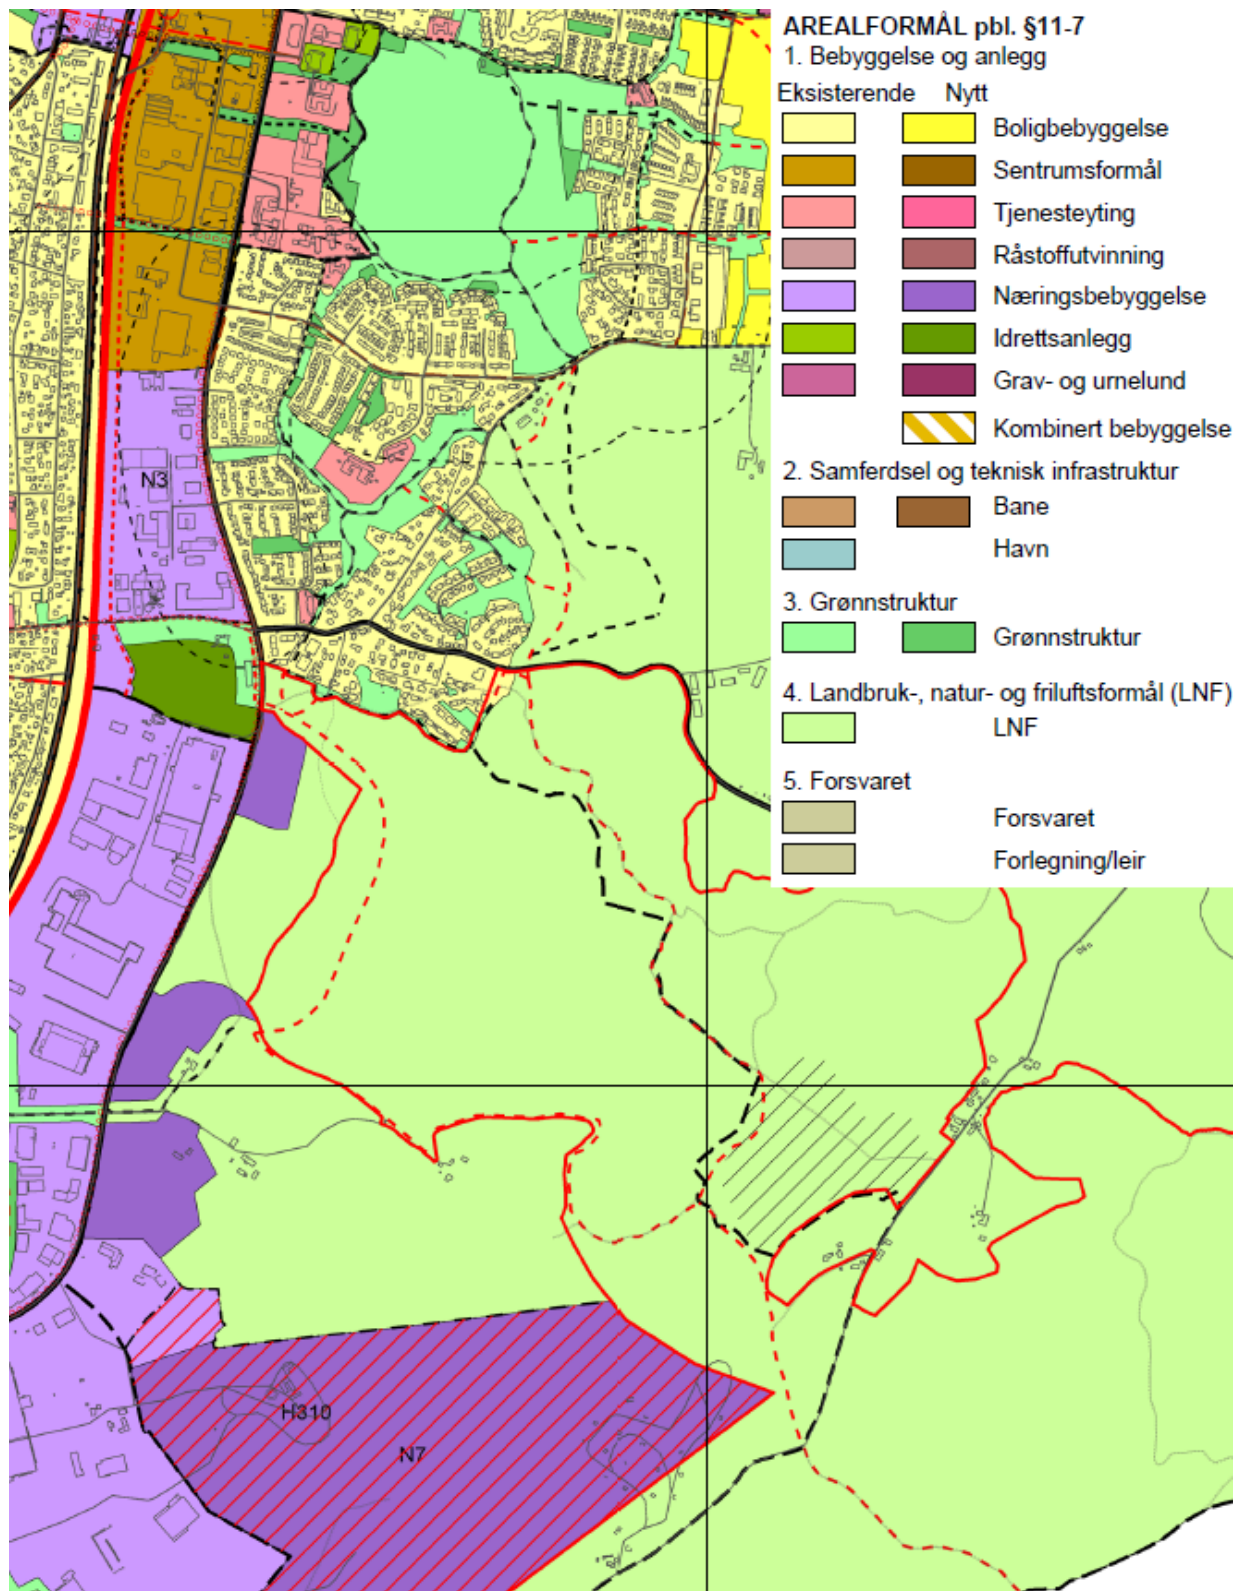 AREALFORMÅL pbl. §11-7
1. Bebyggelse og anlegg
Eksisterende Nytt
Boligbebyggelse
Sentrumsformål
Tjenesteyting
Råstoffutvinning
Næringsbebyggelse
Idrettsanlegg
Grav- og urnelund
Kombinert bebyggelse
2. Samferdsel og teknisk infrastruktur
Bane
Havn
3. Grønnstruktur
Grønnstruktur
4. Landbruk-, natur- og friluftsformål (LNF)
LNF
5. Forsvaret
Forsvaret
Forlegning/leir
N3
H310
N7